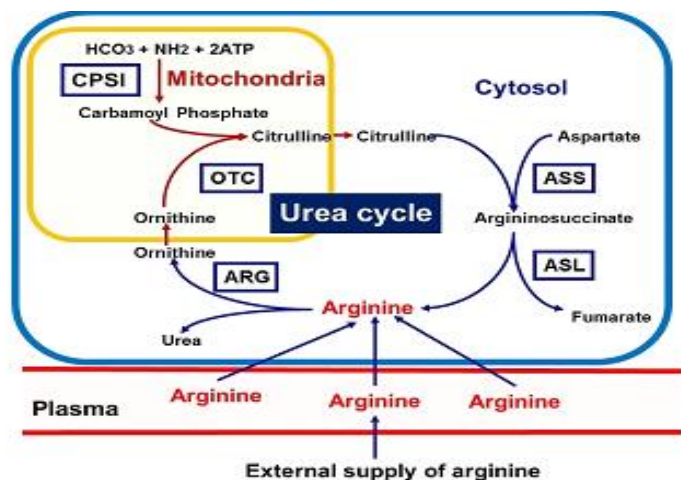 HCO3 + NH2 + 2ATP
CPSI
Mitochondria
Cytosol
Carbamoyl Phosphate
Citrulline
Citrulline
Aspartate
OTC
ASS
Urea cycle
Ornithine
Argininosuccinate
Ornithine
ARG
ASL
Arginine
Urea
Fumarate
Plasma
Arginine
Arginine
Arginine
External supply of arginine